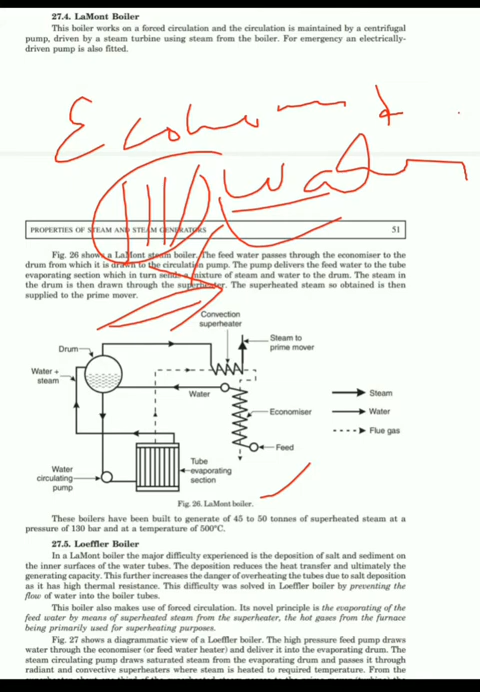 27.4. LaMont Boiler
This boiler works on a forced circulation and the circulation is maintained by a centrifugal
pump, driven by a steam turbine using steam from the boiler. For emergency an electrically-
driven pump is also fitted.
Water
PROPERTIES OF STEAM AND STEAM GENERATORS 51
Fig. 26 shows a LaMont steam boiler. The feed water passes through the economiser to the
drum from which it is drawn to the circulation pump. The pump delivers the feed water to the tube
evaporating section which in turn sends a mixture of steam and water to the drum. The steam in
the drum is then drawn through the superheater. The superheated steam so obtained is then
supplied to the prime mover.
Convection
superheater
Steam to
prime mover
Drum
Water +
steam
Water
Economiser
Feed
Steam
Water
Flue gas
Water
circulating
pump
Tube
evaporating
section
Fig. 26. LaMont boiler.
These boilers have been built to generate of 45 to 50 tonnes of superheated steam at a
pressure of 130 bar and at a temperature of 500°C.
27.5. Loeffler Boiler
In a LaMont boiler the major difficulty experienced is the deposition of salt and sediment on
the inner surfaces of the water tubes. The deposition reduces the heat transfer and ultimately the
generating capacity. This further increases the danger of overheating the tubes due to salt deposition
as it has high thermal resistance. This difficulty was solved in Loeffler boiler by preventing the
flow of water into the boiler tubes.
This boiler also makes use of forced circulation. Its novel principle is the evaporating of the
feed water by means of superheated steam from the superheater, the hot gases from the furnace
being primarily used for superheating purposes.
Fig. 27 shows a diagrammatic view of a Loeffler boiler. The high pressure feed pump draws
water through the economiser (or feed water heater) and deliver it into the evaporating drum. The
steam circulating pump draws saturated steam from the evaporating drum and passes it through
radiant and convective superheaters where steam is heated to required temperature. From the